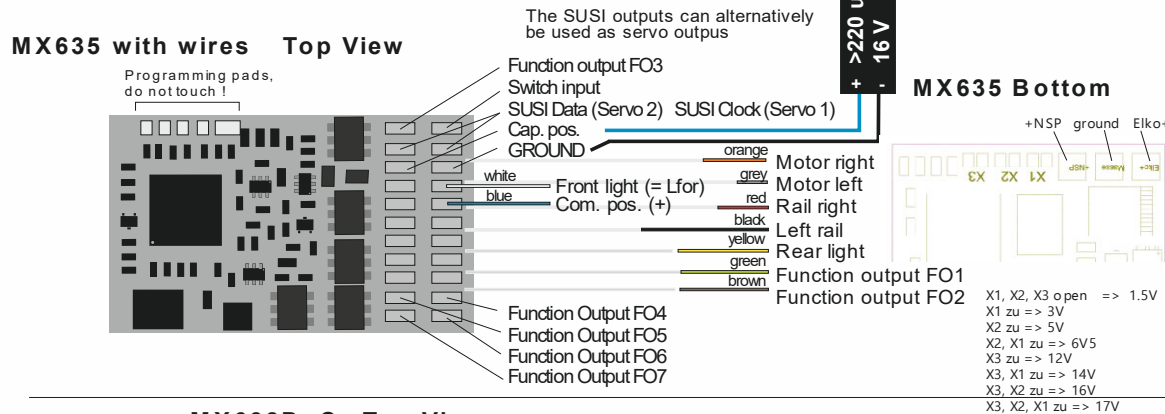 The SUSI outputs can alternatively
be used as servo outpus
>220 u
16 V
+ -
MX635 with wires Top View
Programming pads,
do not touch !
Function output FO3
Switch input
SUSI Data (Servo 2) SUSI Clock (Servo 1)
Cap. pos.
GROUND
white
Front light (= Lfor)
blue
Com. pos. (+)
orange
Motor right
grey
Motor left
red
Rail right
black
Left rail
yellow
Rear light
green
Function output FO1
brown
Function output FO2
Function Output FO4
Function Output FO5
Function Output FO6
Function Output FO7
MX635 Bottom
+NSP ground Elko+
X3 X2 X1 +NSP Masse Elko+
X1, X2, X3 open => 1.5V
X1 zu => 3V
X2 zu => 5V
X2, X1 zu => 6V5
X3 zu => 12V
X3, X1 zu => 14V
X3, X2 zu => 16V
X3, X2, X1 zu => 17V